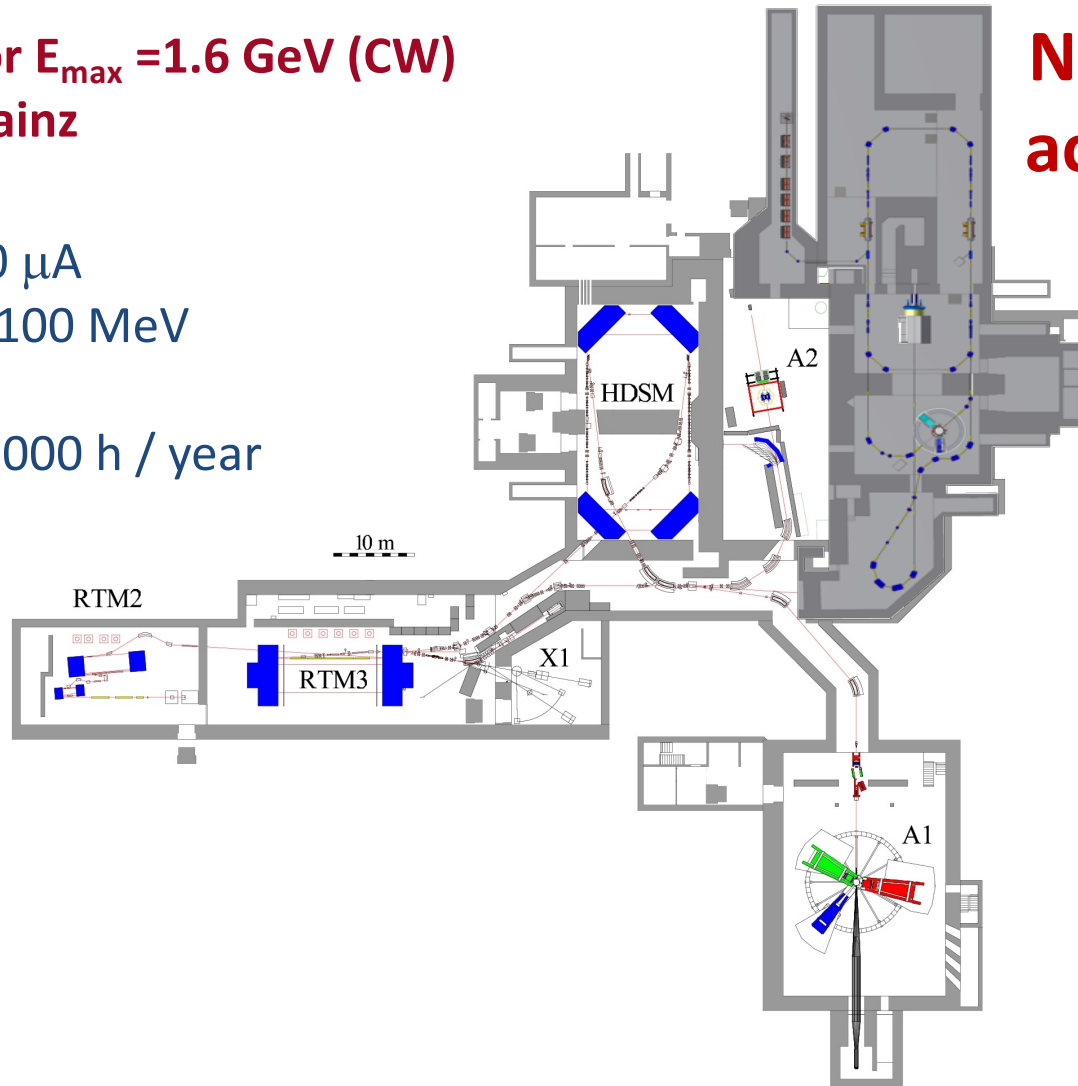 or Emax =1.6 GeV (CW)
ainz
N
ac
0 μA
100 MeV
000 h / year
A2
HDSM
10 m
RTM2
RTM3
X1
A1